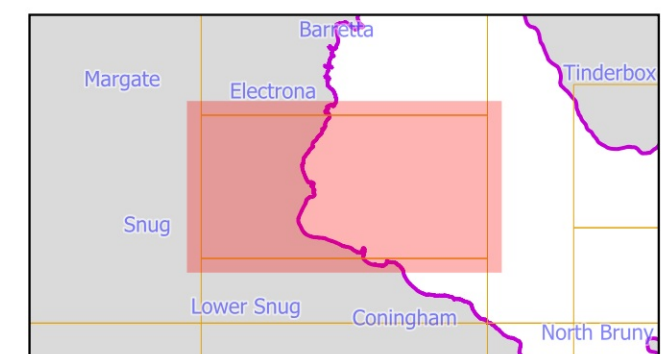 Barretta
Margate
Tinderbox
Electrona
Snug
Lower Snug
Coningham
North Bruny